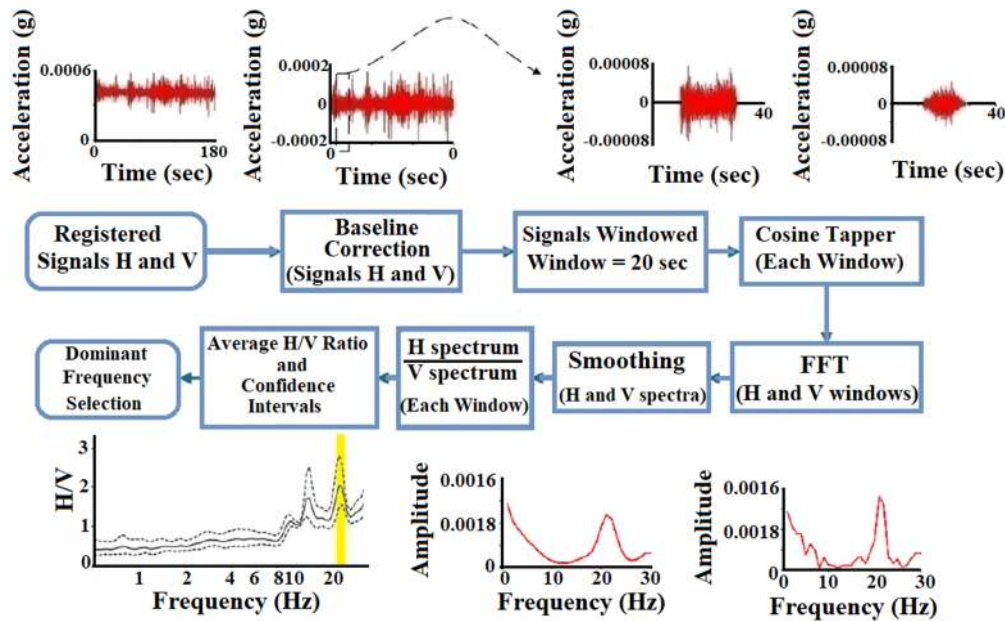 Acceleration (g)
0.0006
0
0
180
Time (sec)
Acceleration (g)
0.0002
0
-0.0002
0
0
Time (sec)
Acceleration (g)
0.00008
0
-0.00008
40
Time (sec)
Acceleration (g)
0.00008
0
-0.00008
40
Time (sec)
Registered
Signals H and V
Baseline
Correction
(Signals H and V)
Signals Windowed
Window = 20 sec
Cosine Tapper
(Each Window)
Dominant
Frequency
Selection
Average H/V Ratio
and
Confidence
Intervals
H spectrum
V spectrum
(Each Window)
Smoothing
(H and V spectra)
FFT
(H and V windows)
H/V
3
2
1
0
1 2 4 6 8 10 20
Frequency (Hz)
Amplitude
0.0016
0.0018
0
0 10 20 30
Frequency (Hz)
Amplitude
0.0016
0.0018
0
0 10 20 30
Frequency (Hz)